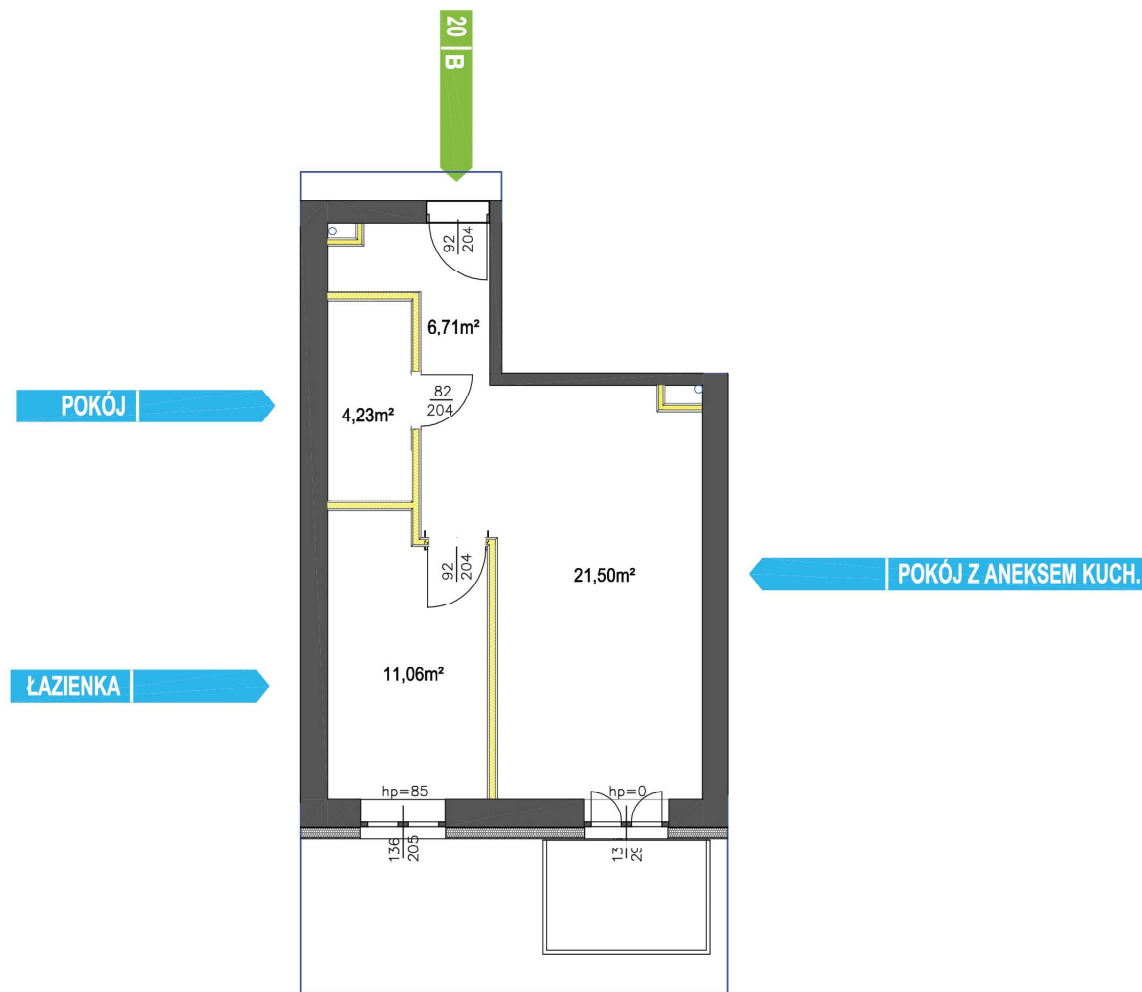 20 B
92
204
6,71m²
82
204
POKÓJ
4,23m²
92
204
21,50m²
POKÓJ Z ANEKSEM KUCH.
11,06m²
ŁAZIENKA
hp=85
hp=0
136
205